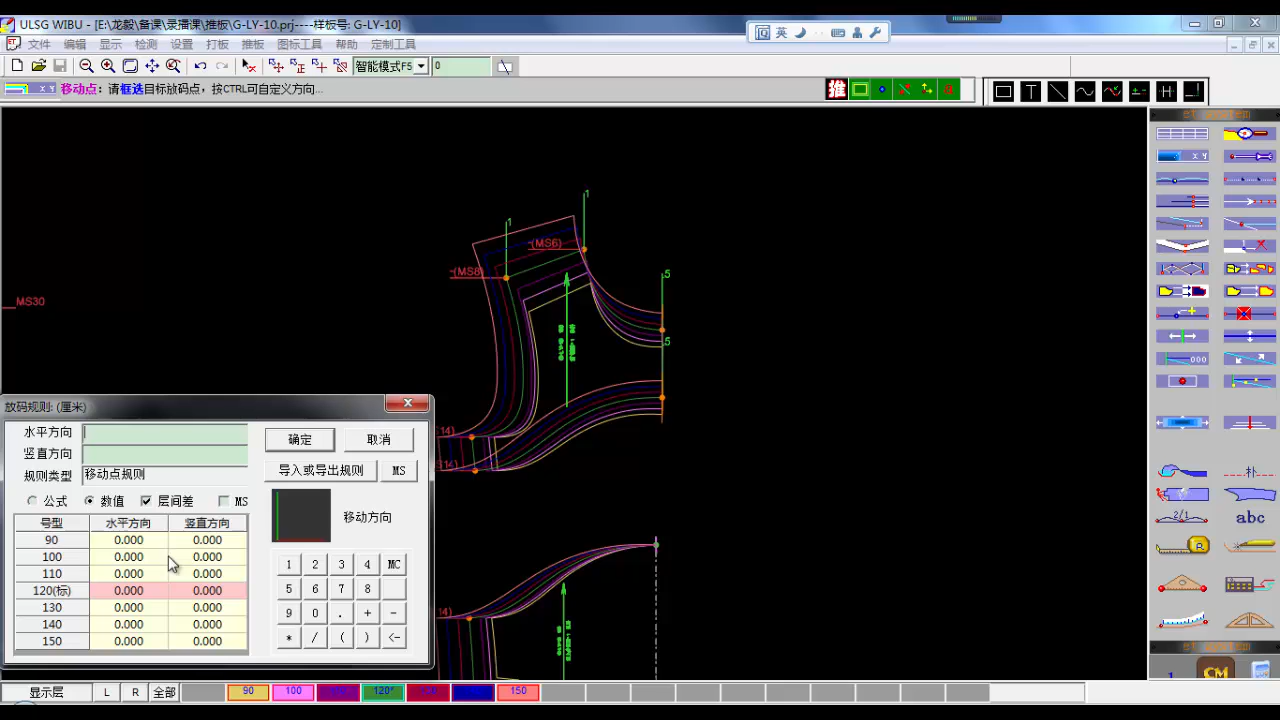 ULSG WIBU - [E:\龙毅\备课\录播课\推板\G-LY-10.prj----样板号: G-LY-10]
文件 编辑 显示 检测 设置 打板 推板 图标工具 帮助 定制工具
英
智能模式F5 0
X Y 移动点: 请框选目标放码点, 按CTRL可自定义方向...
推
T
X Y
000
2/1
abc
R
1
1
(MS6)
(MS8)
MS30
5
5
放码规则: (厘米)
水平方向
竖直方向
规则类型 移动点规则
确定 取消
导入或导出规则 MS
公式 数值 层间差 MS
移动方向
号型 水平方向 竖直方向
90 0.000 0.000
100 0.000 0.000
110 0.000 0.000
120(标) 0.000 0.000
130 0.000 0.000
140 0.000 0.000
150 0.000 0.000
1 2 3 4 MC
5 6 7 8
9 0 . + -
* / ( ) <-
显示层 L R 全部 90 100 120* 150